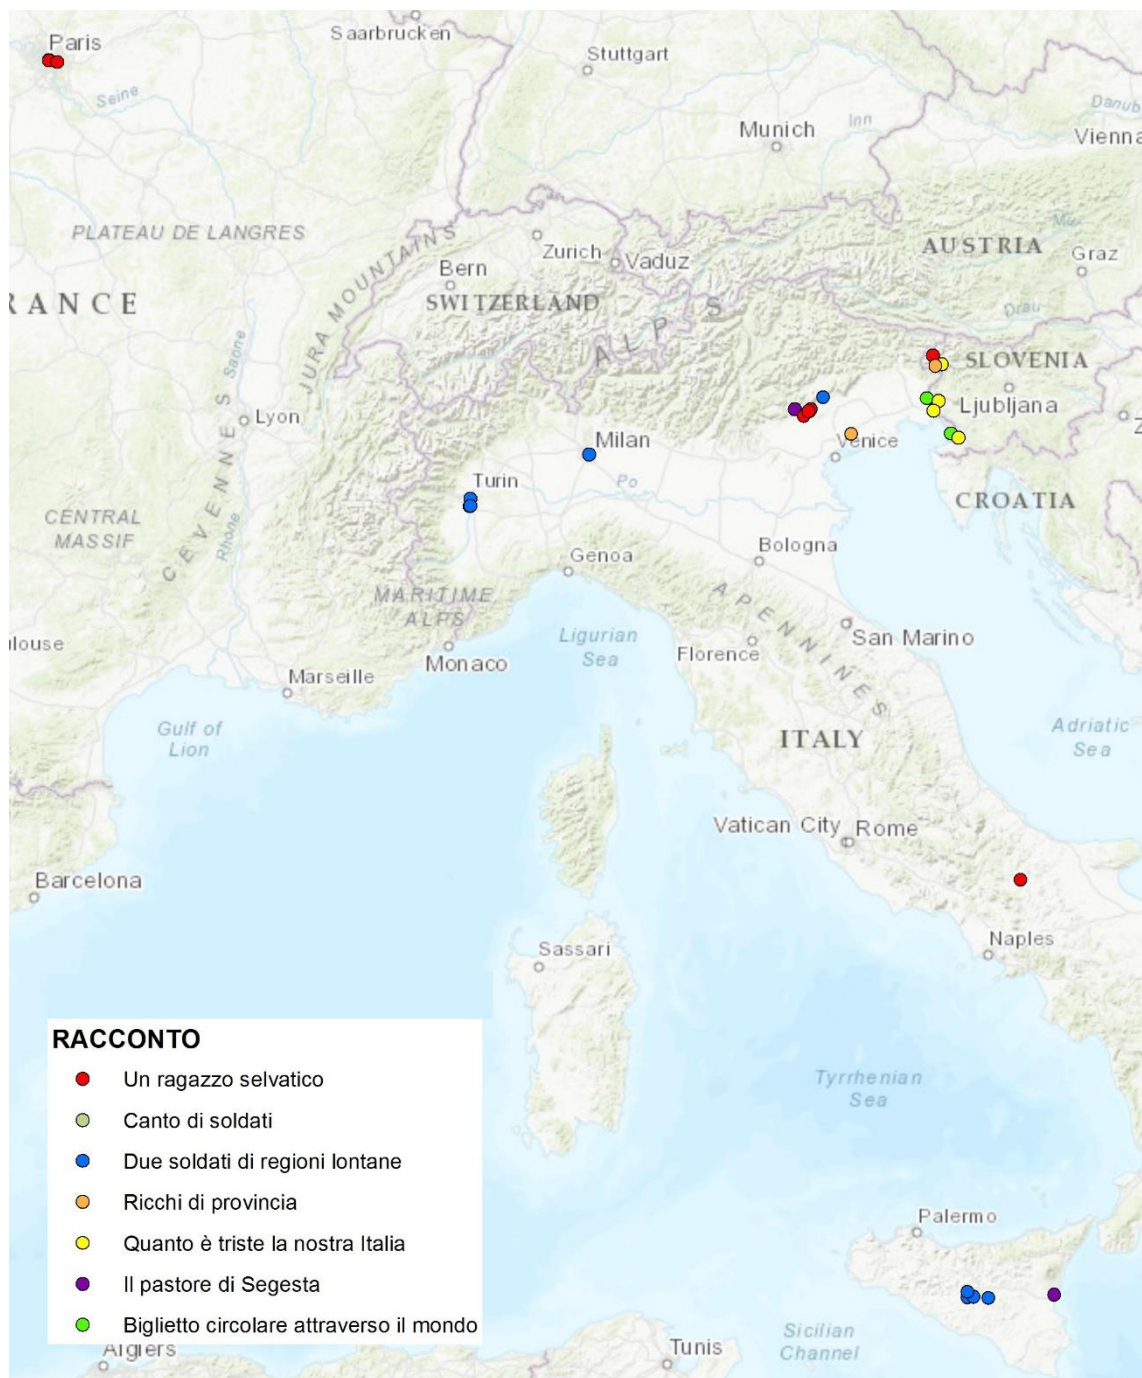 Paris
Saarbrucken
Stuttgart
Seine
Munich
Inn
Danub
Vienna
PLATEAU DE LANGRES
JURA MOUNTAINS
Zurich
Vaduz
AUSTRIA
Graz
Bern
SWITZERLAND
RANCE
ALPS
Drau
Saone
SLOVENIA
Ljubljana
Lyon
Milan
Venice
Z
Turin
Po
CROATIA
CENTRAL
MASSIF
CEVENNES
Rhone
Genoa
Bologna
MARITIME
ALPS
APENNINES
Ligurian
Sea
San Marino
ulouse
Monaco
Florence
Marseille
Gulf of
Lion
ITALY
Adriatic
Sea
Vatican City
Rome
Barcelona
Naples
Sassari
RACCONTO
Un ragazzo selvatico
Canto di soldati
Due soldati di regioni lontane
Ricchi di provincia
Quanto è triste la nostra Italia
Il pastore di Segesta
Biglietto circolare attraverso il mondo
Tyrrhenian
Sea
Palermo
Sicilian
Channel
Algiers
Tunis